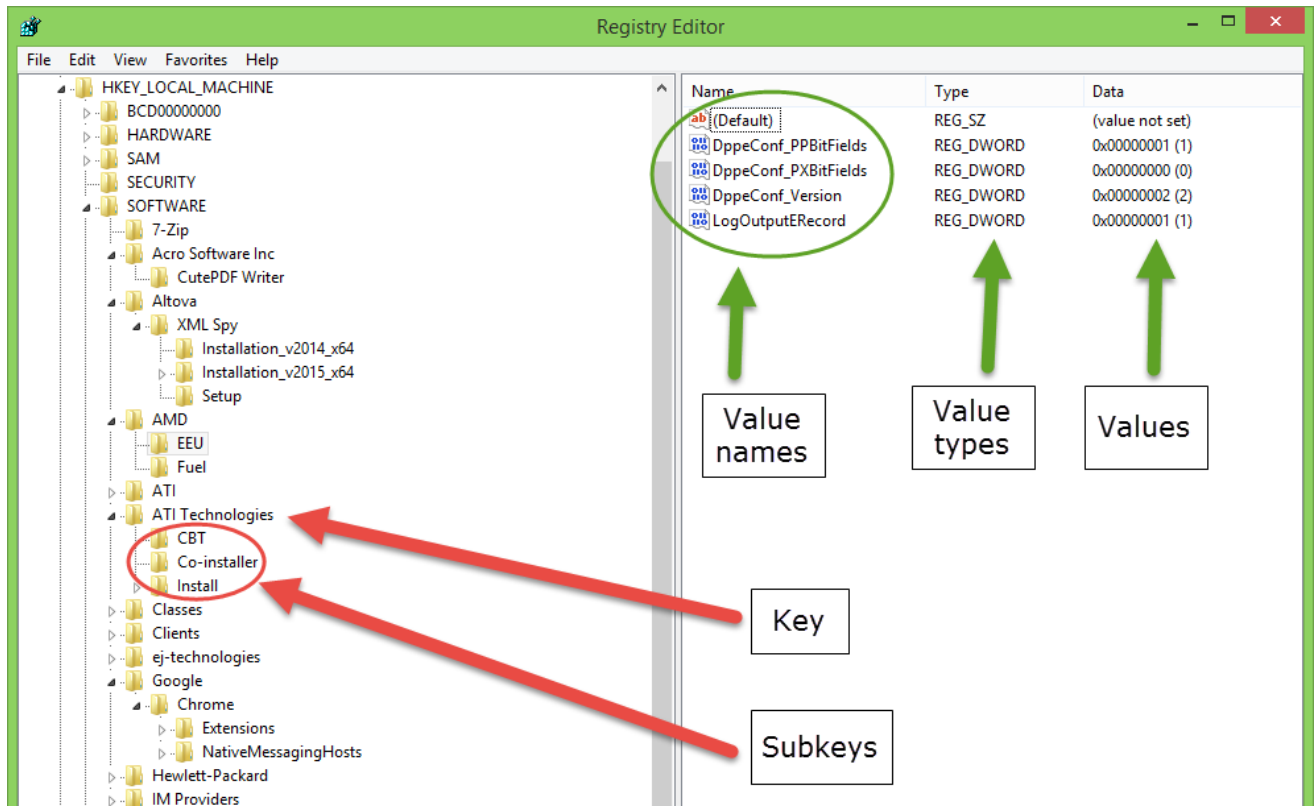 Registry Editor
File Edit View Favorites Help
HKEY_LOCAL_MACHINE
BCD00000000
HARDWARE
SAM
SECURITY
SOFTWARE
7-Zip
Acro Software Inc
CutePDF Writer
Altova
XML Spy
Installation_v2014_x64
Installation_v2015_x64
Setup
AMD
EEU
Fuel
ATI
ATI Technologies
CBT
Co-installer
Install
Classes
Clients
ej-technologies
Google
Chrome
Extensions
NativeMessagingHosts
Hewlett-Packard
IM Providers
Name Type Data
(Default) REG_SZ (value not set)
DppeConf_PPBitFields REG_DWORD 0x00000001 (1)
DppeConf_PXBitFields REG_DWORD 0x00000000 (0)
DppeConf_Version REG_DWORD 0x00000002 (2)
LogOutputERecord REG_DWORD 0x00000001 (1)
Value
names
Value
types
Values
Key
Subkeys